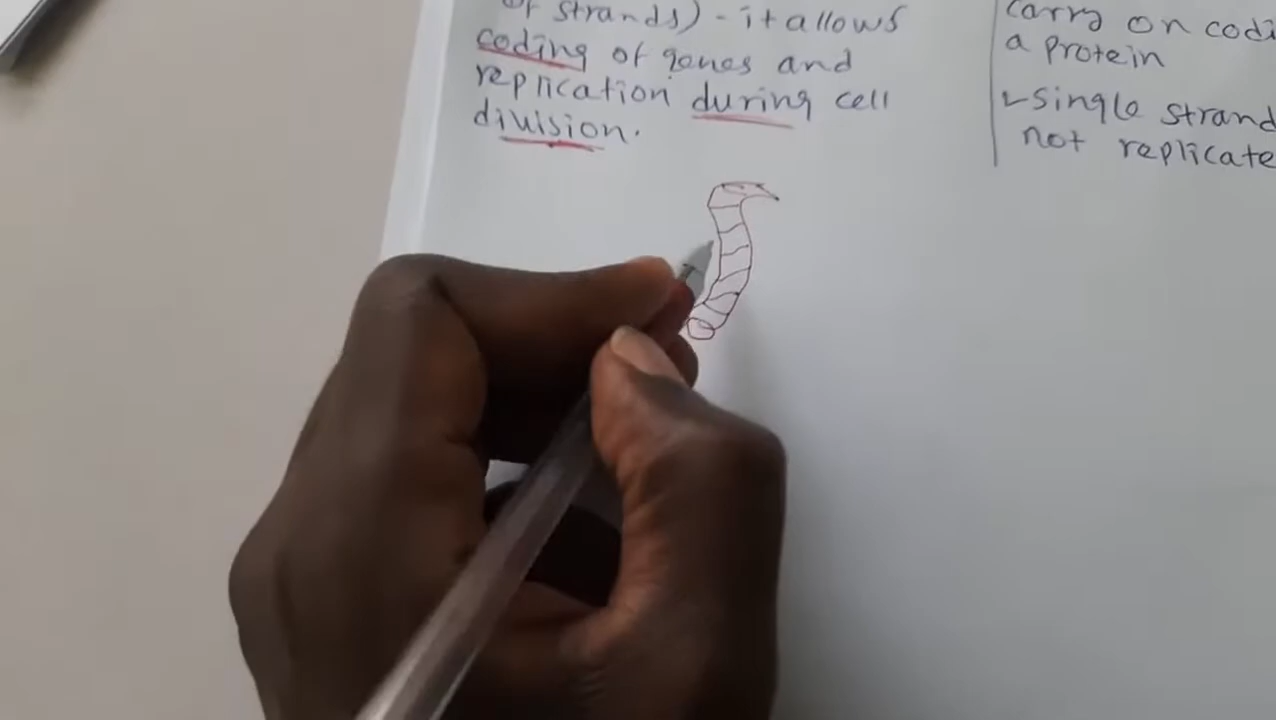 of strands) - it allows
coding of genes and
replication during cell
division.
carry on codi
a protein
single strand
not replicate